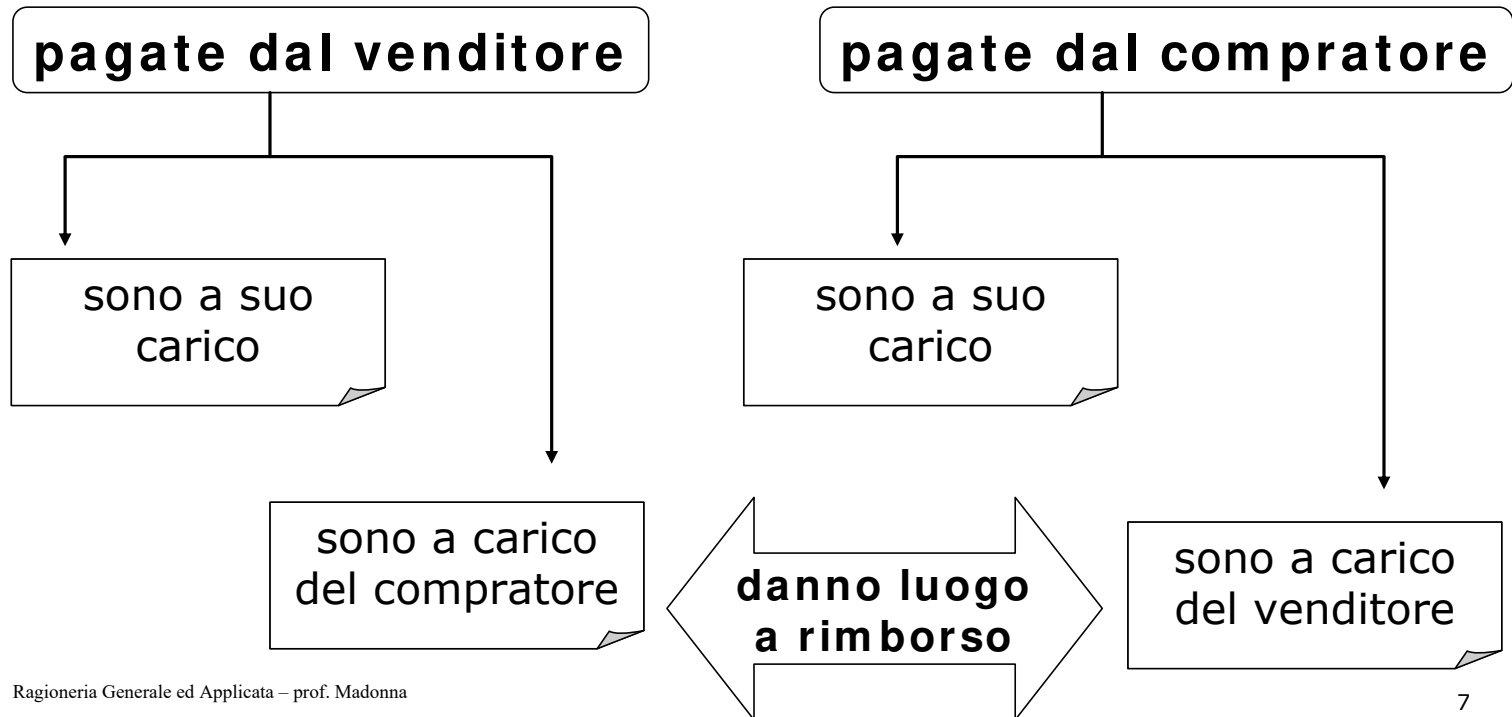 pagate dal venditore
pagate dal compratore
sono a suo
carico
sono a suo
carico
sono a carico
del compratore
danno luogo
a rimborso
sono a carico
del venditore
Ragioneria Generale ed Applicata – prof. Madonna
7